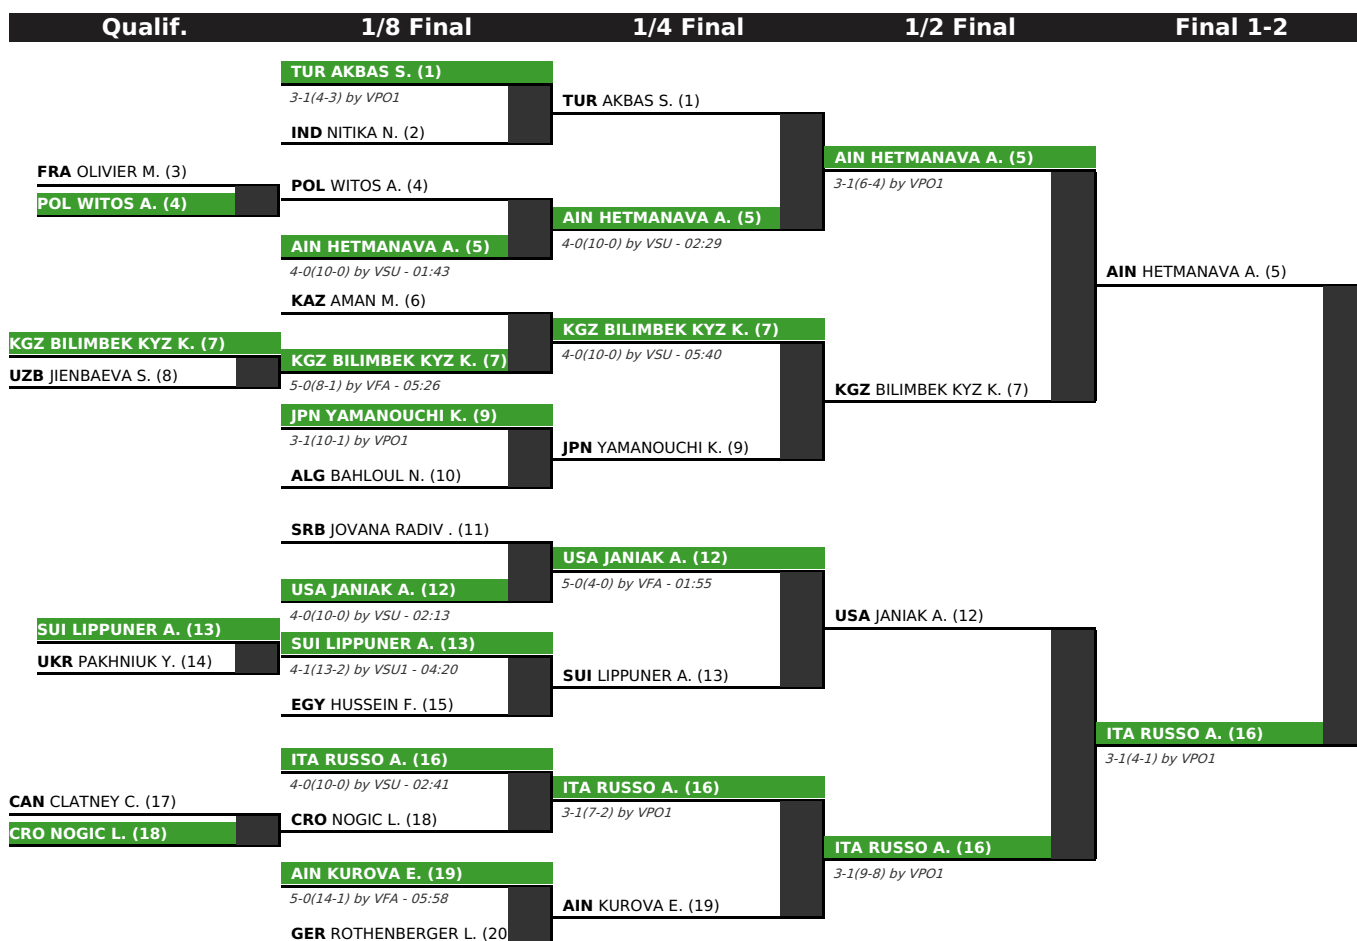 Qualif.
1/8 Final
1/4 Final
1/2 Final
Final 1-2
FRA OLIVIER M. (3)
POL WITOS A. (4)
KGZ BILIMBEK KYZ K. (7)
UZB JIENBAEVA S. (8)
SUI LIPPUNER A. (13)
UKR PAKHNIUK Y. (14)
CAN CLATNEY C. (17)
CRO NOGIC L. (18)
TUR AKBAS S. (1)
3-1(4-3) by VPO1
IND NITIKA N. (2)
POL WITOS A. (4)
AIN HETMANAVA A. (5)
4-0(10-0) by VSU - 01:43
KAZ AMAN M. (6)
KGZ BILIMBEK KYZ K. (7)
5-0(8-1) by VFA - 05:26
JPN YAMANOUCHI K. (9)
3-1(10-1) by VPO1
ALG BAHLOUL N. (10)
SRB JOVANA RADIV . (11)
USA JANIAK A. (12)
4-0(10-0) by VSU - 02:13
SUI LIPPUNER A. (13)
4-1(13-2) by VSU1 - 04:20
EGY HUSSEIN F. (15)
ITA RUSSO A. (16)
4-0(10-0) by VSU - 02:41
CRO NOGIC L. (18)
AIN KUROVA E. (19)
5-0(14-1) by VFA - 05:58
GER ROTHENBERGER L. (20
TUR AKBAS S. (1)
AIN HETMANAVA A. (5)
4-0(10-0) by VSU - 02:29
KGZ BILIMBEK KYZ K. (7)
4-0(10-0) by VSU - 05:40
JPN YAMANOUCHI K. (9)
USA JANIAK A. (12)
5-0(4-0) by VFA - 01:55
SUI LIPPUNER A. (13)
ITA RUSSO A. (16)
3-1(7-2) by VPO1
AIN KUROVA E. (19)
AIN HETMANAVA A. (5)
3-1(6-4) by VPO1
KGZ BILIMBEK KYZ K. (7)
USA JANIAK A. (12)
ITA RUSSO A. (16)
3-1(9-8) by VPO1
AIN HETMANAVA A. (5)
ITA RUSSO A. (16)
3-1(4-1) by VPO1